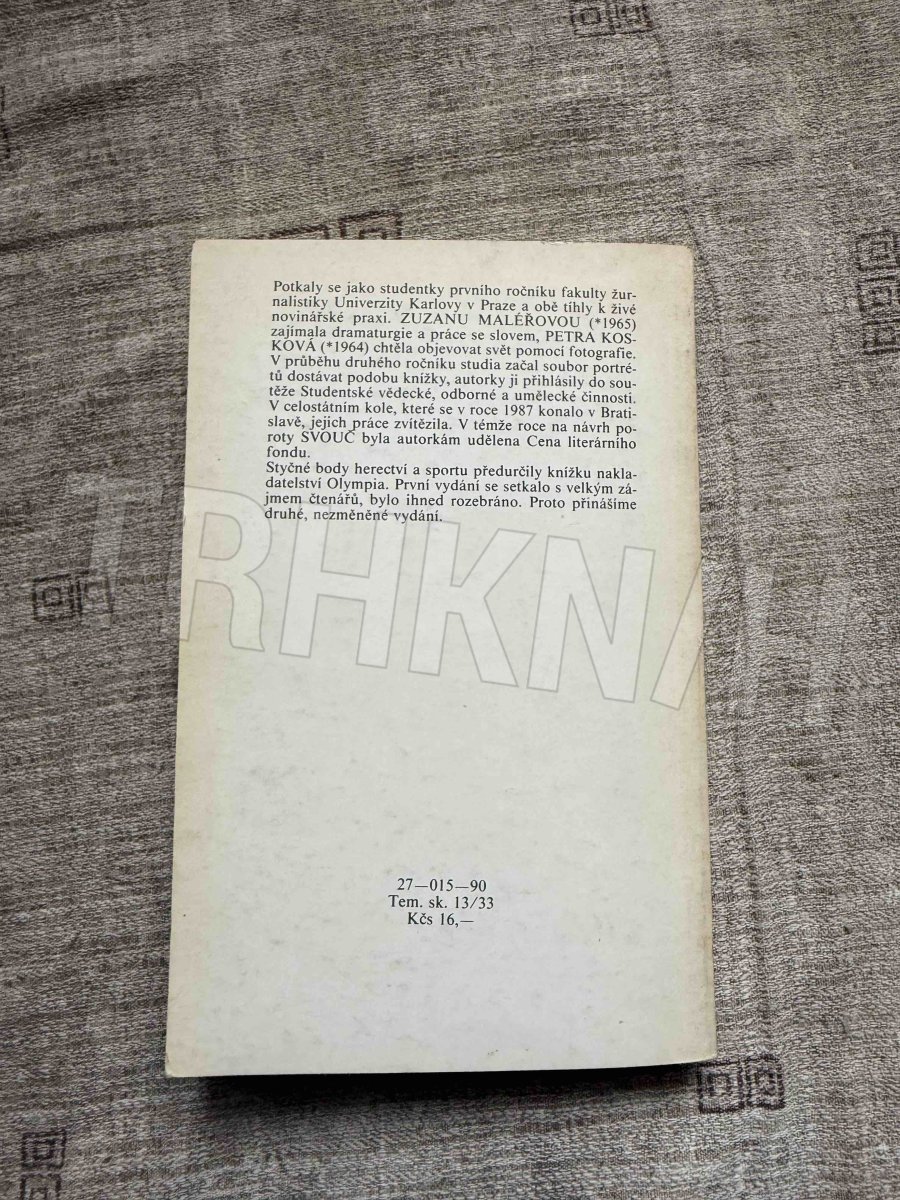 Potkaly se jako studentky prvního ročníku fakulty žur-
nalistiky Univerzity Karlovy v Praze a obě tíhly k živé
novinářské praxi. ZUZANU MALÉŘOVOU (*1965)
zajímala dramaturgie a práce se slovem, PETRA KOS-
KOVÁ (*1964) chtěla objevovat svět pomocí fotografie.
V průběhu druhého ročníku studia začal soubor portré-
tů dostávat podobu knížky, autorky ji přihlásily do sou-
těže Studentské vědecké, odborné a umělecké činnosti.
V celostátním kole, které se v roce 1987 konalo v Brati-
slavě, jejich práce zvítězila. V témže roce na návrh po-
roty SVOUČ byla autorkám udělena Cena literárního
fondu.
Styčné body herectví a sportu předurčily knížku nakla-
datelství Olympia. První vydání se setkalo s velkým zá-
jmem čtenářů, bylo ihned rozebráno. Proto přinášíme
druhé, nezměněné vydání.
TRHKNIH
27—015—90
Tem. sk. 13/33
Kčs 16,—